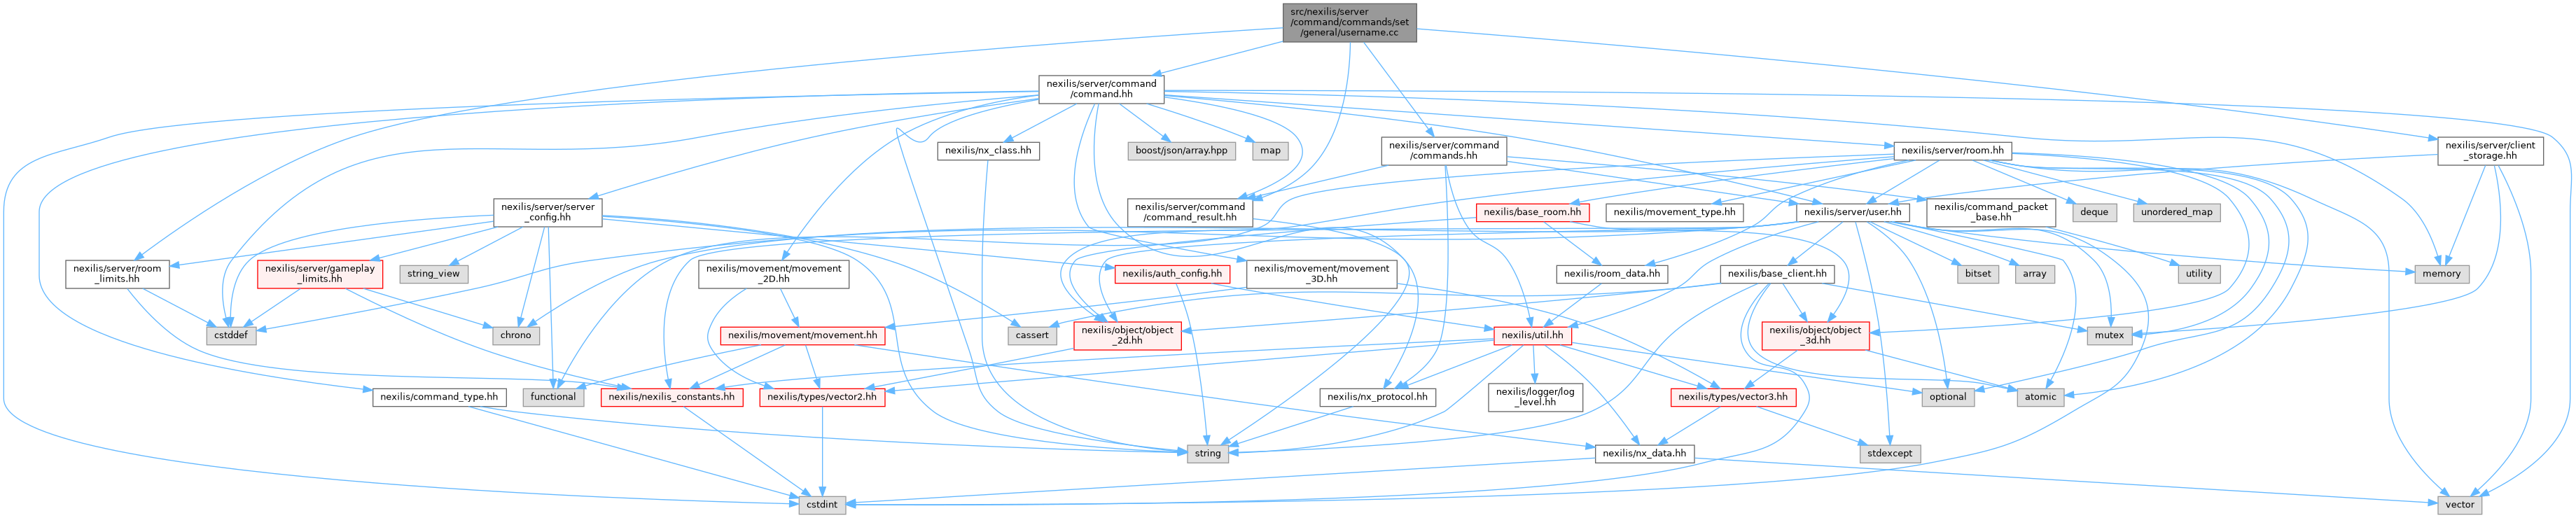 src/nexilis/server
/command/commands/set
/general/username.cc
nexilis/server/command
/command.hh
nexilis/nx_class.hh
boost/json/array.hpp
map
nexilis/server/command
/commands.hh
nexilis/server/room.hh
nexilis/server/client
_storage.hh
nexilis/server/server
_config.hh
nexilis/server/command
/command_result.hh
nexilis/base_room.hh
nexilis/movement_type.hh
nexilis/server/user.hh
nexilis/command_packet
_base.hh
deque
unordered_map
nexilis/server/room
_limits.hh
nexilis/server/gameplay
_limits.hh
string_view
nexilis/movement/movement
_2D.hh
nexilis/auth_config.hh
nexilis/movement/movement
_3D.hh
nexilis/room_data.hh
nexilis/base_client.hh
bitset
array
utility
memory
cstddef
chrono
nexilis/movement/movement.hh
cassert
nexilis/object/object
_2d.hh
nexilis/util.hh
nexilis/object/object
_3d.hh
mutex
nexilis/command_type.hh
functional
nexilis/nexilis_constants.hh
nexilis/types/vector2.hh
nexilis/nx_protocol.hh
nexilis/logger/log
_level.hh
nexilis/types/vector3.hh
optional
atomic
string
nexilis/nx_data.hh
stdexcept
cstdint
vector